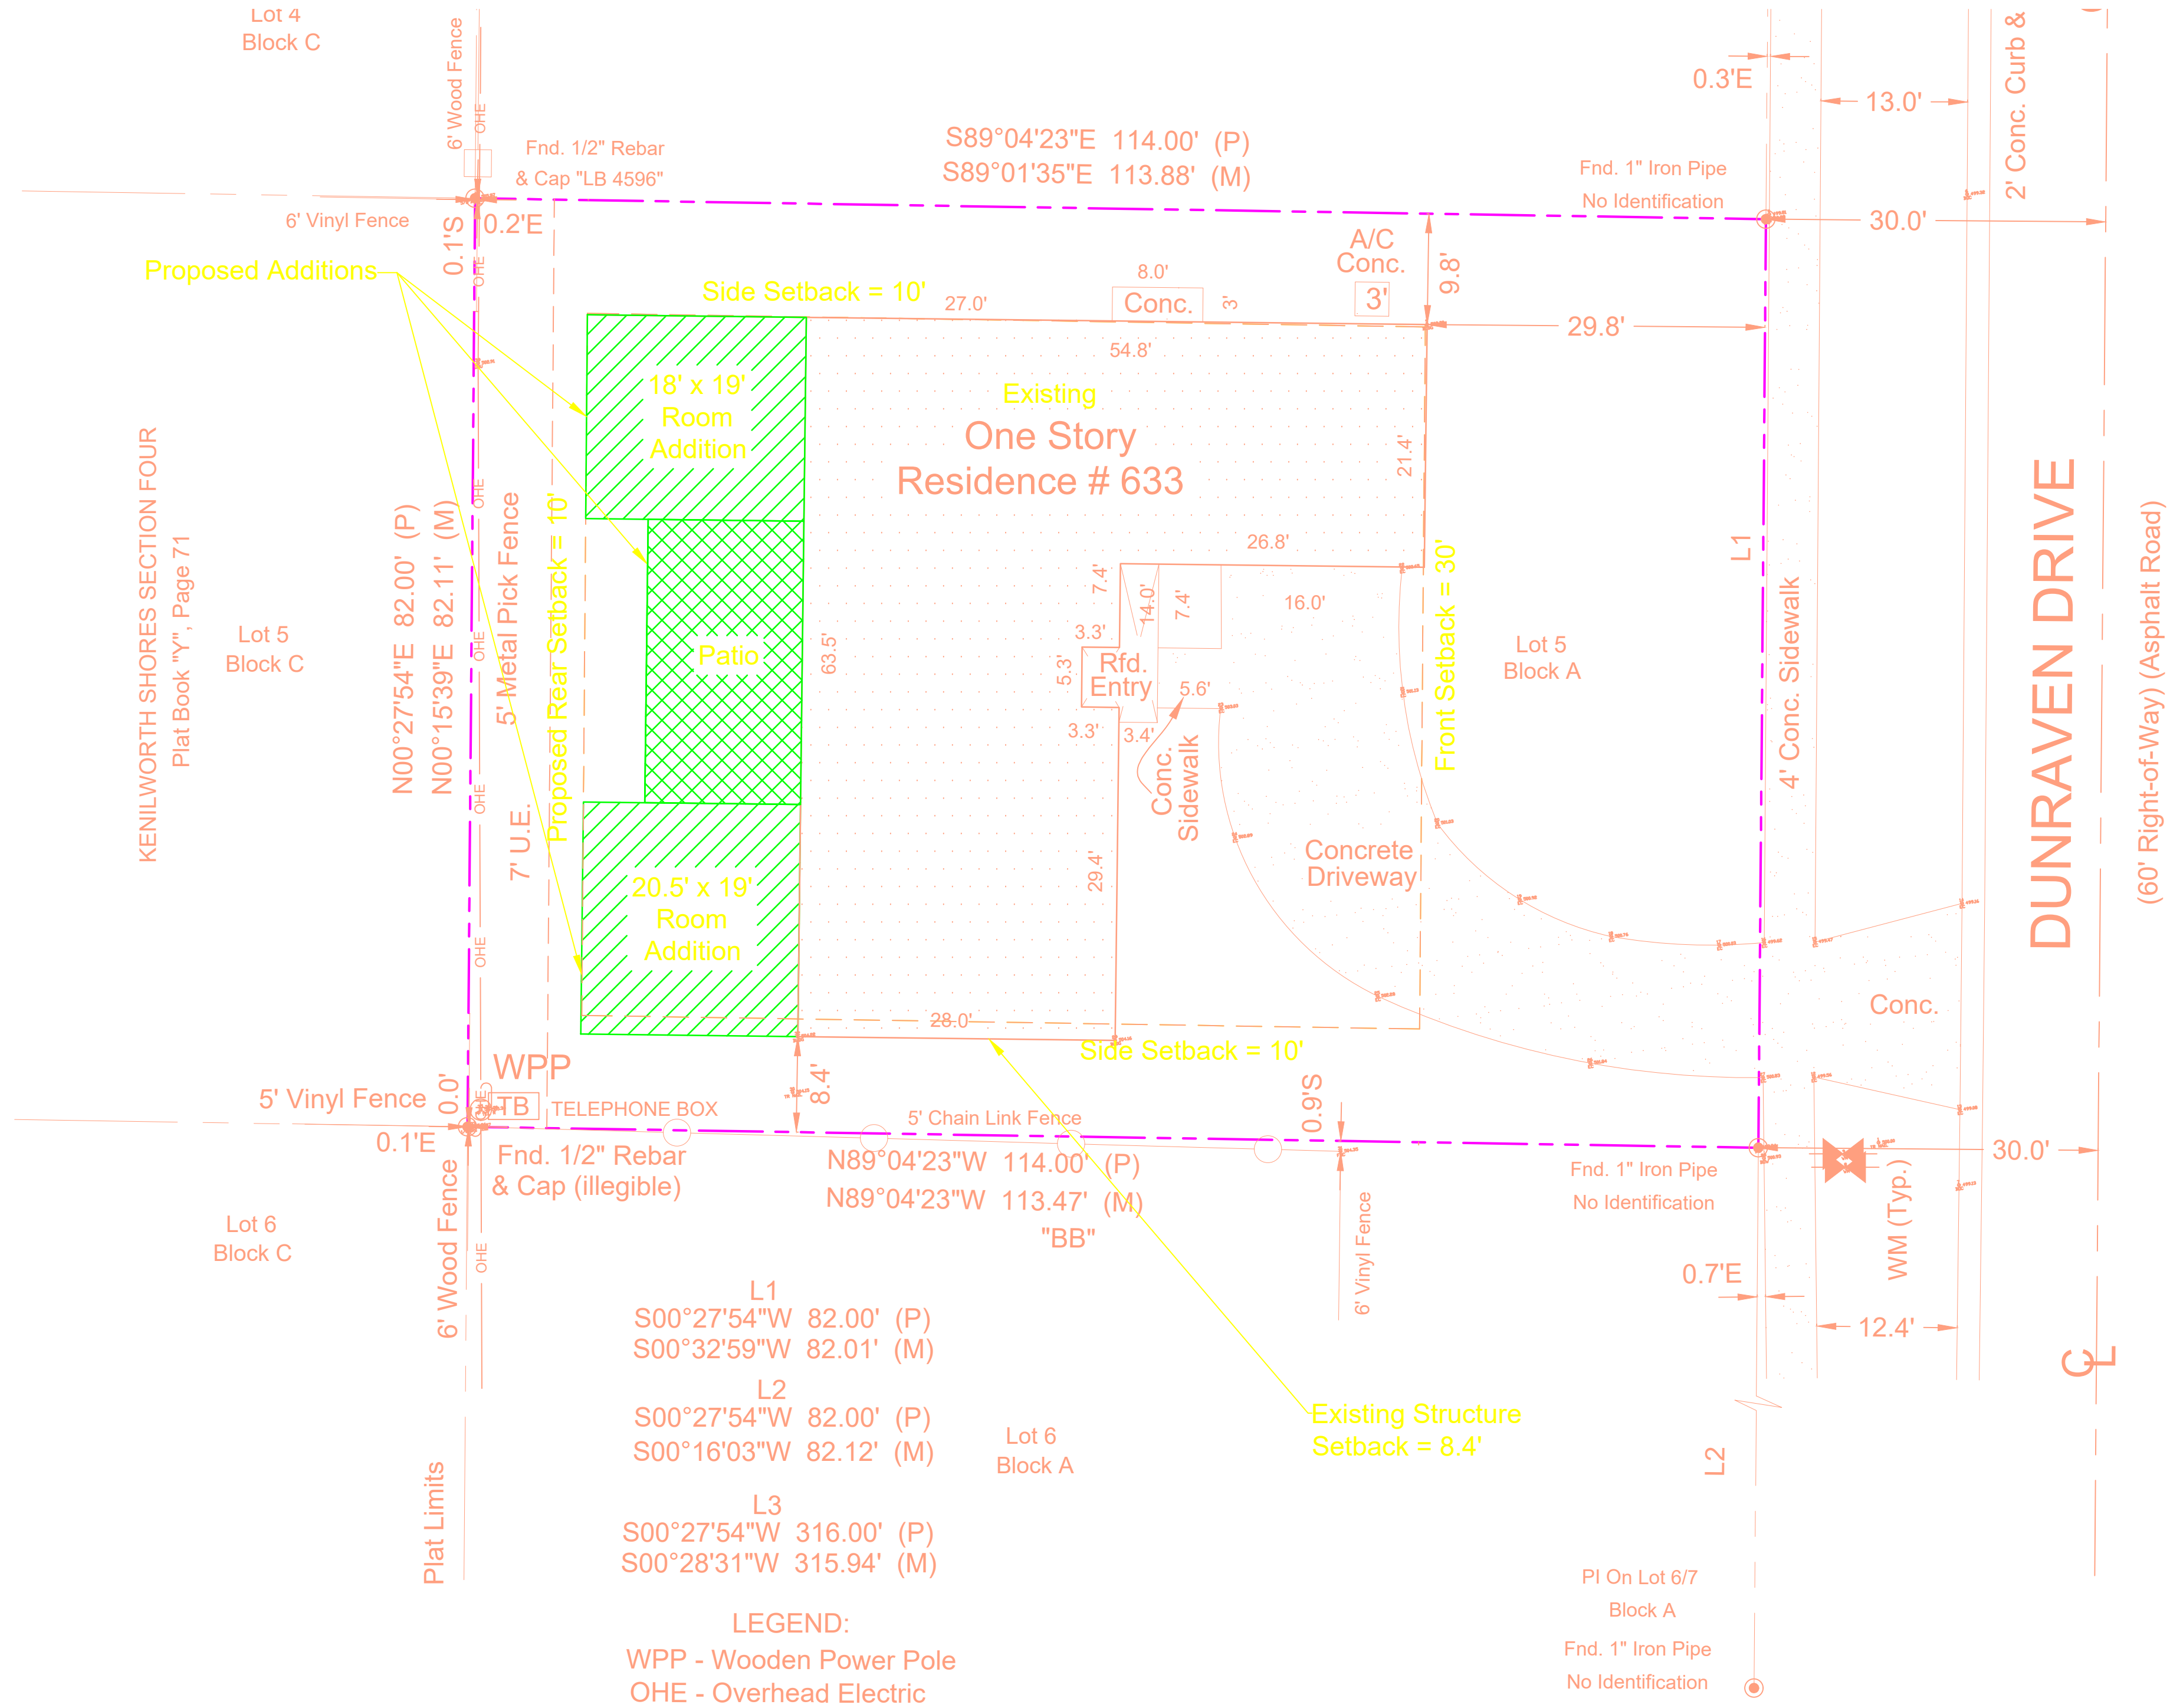 Lot 4
Block C
6' Wood Fence
OHE
Fnd. 1/2" Rebar
& Cap "LB 4596"
S89°04'23"E 114.00' (P)
S89°01'35"E 113.88' (M)
0.3'E
13.0'
2' Conc. Curb &
Fnd. 1" Iron Pipe
No Identification
30.0'
6' Vinyl Fence
0.1'S
0.2'E
OHE
Proposed Additions
Side Setback = 10'
27.0'
8.0'
Conc.
3'
A/C
Conc.
3'
9.8'
29.8'
54.8'
18' x 19'
Room
Addition
Existing
One Story
Residence # 633
21.4'
26.8'
KENILWORTH SHORES SECTION FOUR
Plat Book "Y", Page 71
Lot 5
Block C
N00°27'54"E 82.00' (P)
N00°15'39"E 82.11' (M)
OHE
5' Metal Pick Fence
OHE
OHE
7' U.E.
Proposed Rear Setback = 10'
Patio
63.5'
7.4'
14.0'
7.4'
16.0'
3.3'
5.3'
Rfd.
Entry
5.6'
3.3'
3.4'
Conc.
Sidewalk
Front Setback = 30'
Lot 5
Block A
L1
4' Conc. Sidewalk
DUNRAVEN DRIVE
(60' Right-of-Way) (Asphalt Road)
29.4'
Concrete
Driveway
20.5' x 19'
Room
Addition
OHE
28.0'
Side Setback = 10'
Conc.
WPP
TB
TELEPHONE BOX
5' Vinyl Fence
0.0'
0.1'E
8.4'
5' Chain Link Fence
0.9'S
Fnd. 1/2" Rebar
& Cap (illegible)
N89°04'23"W 114.00' (P)
N89°04'23"W 113.47' (M)
"BB"
Fnd. 1" Iron Pipe
No Identification
30.0'
WM (Typ.)
Lot 6
Block C
6' Wood Fence
OHE
6' Vinyl Fence
0.7'E
12.4'
L1
S00°27'54"W 82.00' (P)
S00°32'59"W 82.01' (M)
L2
S00°27'54"W 82.00' (P)
S00°16'03"W 82.12' (M)
L3
S00°27'54"W 316.00' (P)
S00°28'31"W 315.94' (M)
Existing Structure
Setback = 8.4'
Lot 6
Block A
L2
CL
Plat Limits
PI On Lot 6/7
Block A
Fnd. 1" Iron Pipe
No Identification
LEGEND:
WPP - Wooden Power Pole
OHE - Overhead Electric